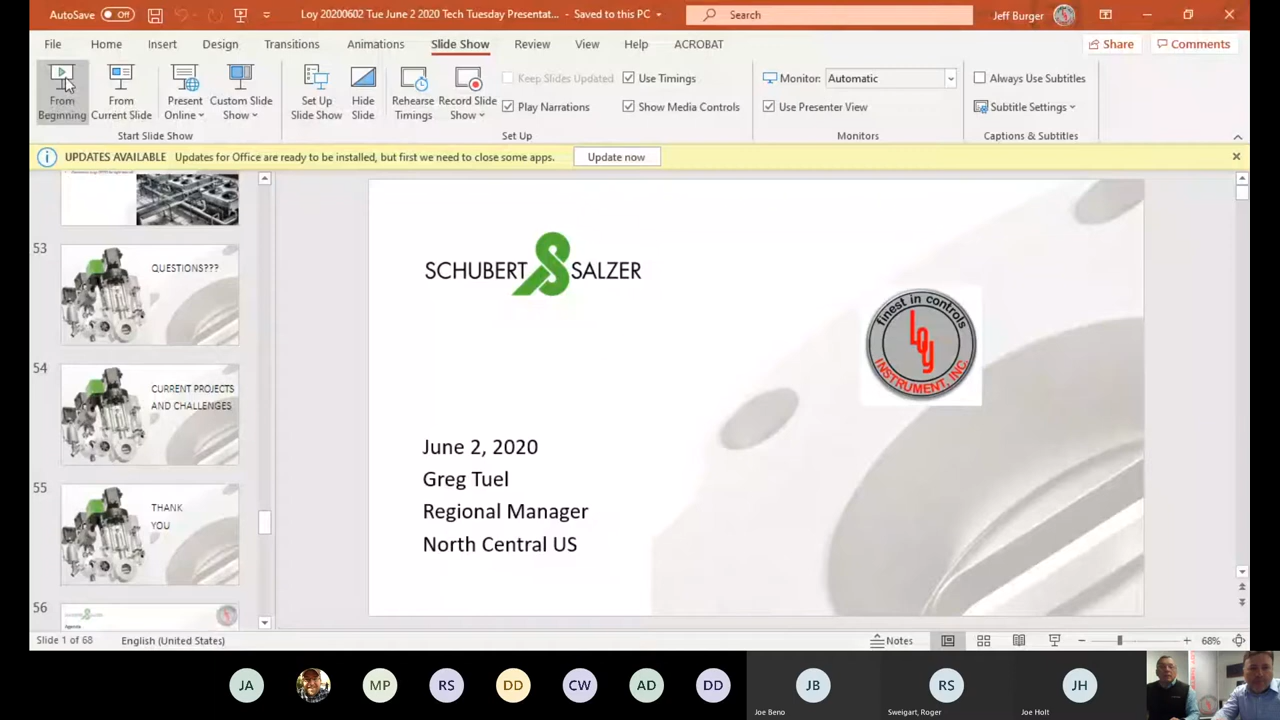 AutoSave Off
Loy 20200602 Tue June 2 2020 Tech Tuesday Presentat... - Saved to this PC
Search
Jeff Burger
File Home Insert Design Transitions Animations Slide Show Review View Help ACROBAT
Share Comments
From Beginning
From Current Slide
Present Online
Custom Slide Show
Start Slide Show
Set Up Slide Show
Hide Slide
Rehearse Timings
Record Slide Show
Keep Slides Updated
Play Narrations
Use Timings
Show Media Controls
Set Up
Monitor: Automatic
Use Presenter View
Monitors
Always Use Subtitles
Subtitle Settings
Captions & Subtitles
UPDATES AVAILABLE Updates for Office are ready to be installed, but first we need to close some apps. Update now
53
QUESTIONS???
54
CURRENT PROJECTS
AND CHALLENGES
55
THANK
YOU
56
Agenda
SCHUBERT SALZER
finest in controls
Loy
INSTRUMENT, INC.
June 2, 2020
Greg Tuel
Regional Manager
North Central US
Slide 1 of 68 English (United States)
Notes
68%
JA MP RS DD CW AD DD JB RS JH
Joe Beno
Sweigart, Roger
Joe Holt